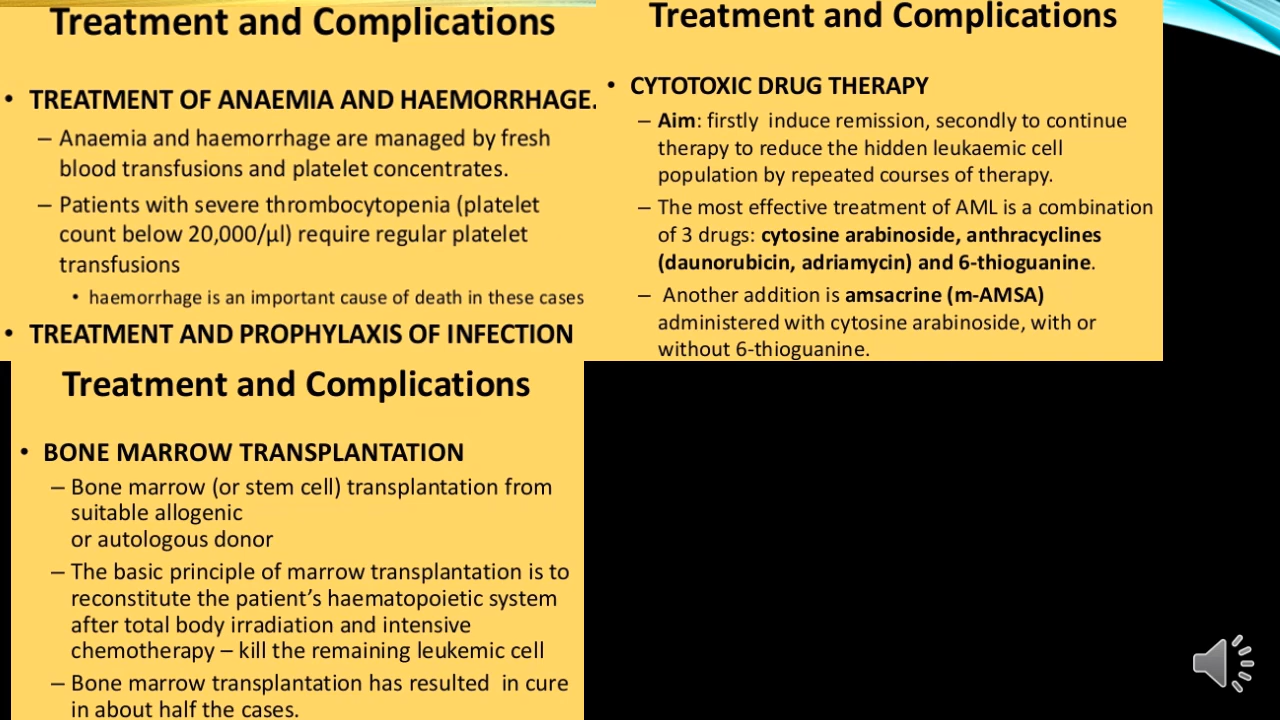 Treatment and Complications
• TREATMENT OF ANAEMIA AND HAEMORRHAGE.
– Anaemia and haemorrhage are managed by fresh
blood transfusions and platelet concentrates.
– Patients with severe thrombocytopenia (platelet
count below 20,000/µl) require regular platelet
transfusions
• haemorrhage is an important cause of death in these cases
• TREATMENT AND PROPHYLAXIS OF INFECTION
Treatment and Complications
• CYTOTOXIC DRUG THERAPY
– Aim: firstly induce remission, secondly to continue
therapy to reduce the hidden leukaemic cell
population by repeated courses of therapy.
– The most effective treatment of AML is a combination
of 3 drugs: cytosine arabinoside, anthracyclines
(daunorubicin, adriamycin) and 6-thioguanine.
– Another addition is amsacrine (m-AMSA)
administered with cytosine arabinoside, with or
without 6-thioguanine.
Treatment and Complications
• BONE MARROW TRANSPLANTATION
– Bone marrow (or stem cell) transplantation from
suitable allogenic
or autologous donor
– The basic principle of marrow transplantation is to
reconstitute the patient’s haematopoietic system
after total body irradiation and intensive
chemotherapy – kill the remaining leukemic cell
– Bone marrow transplantation has resulted in cure
in about half the cases.